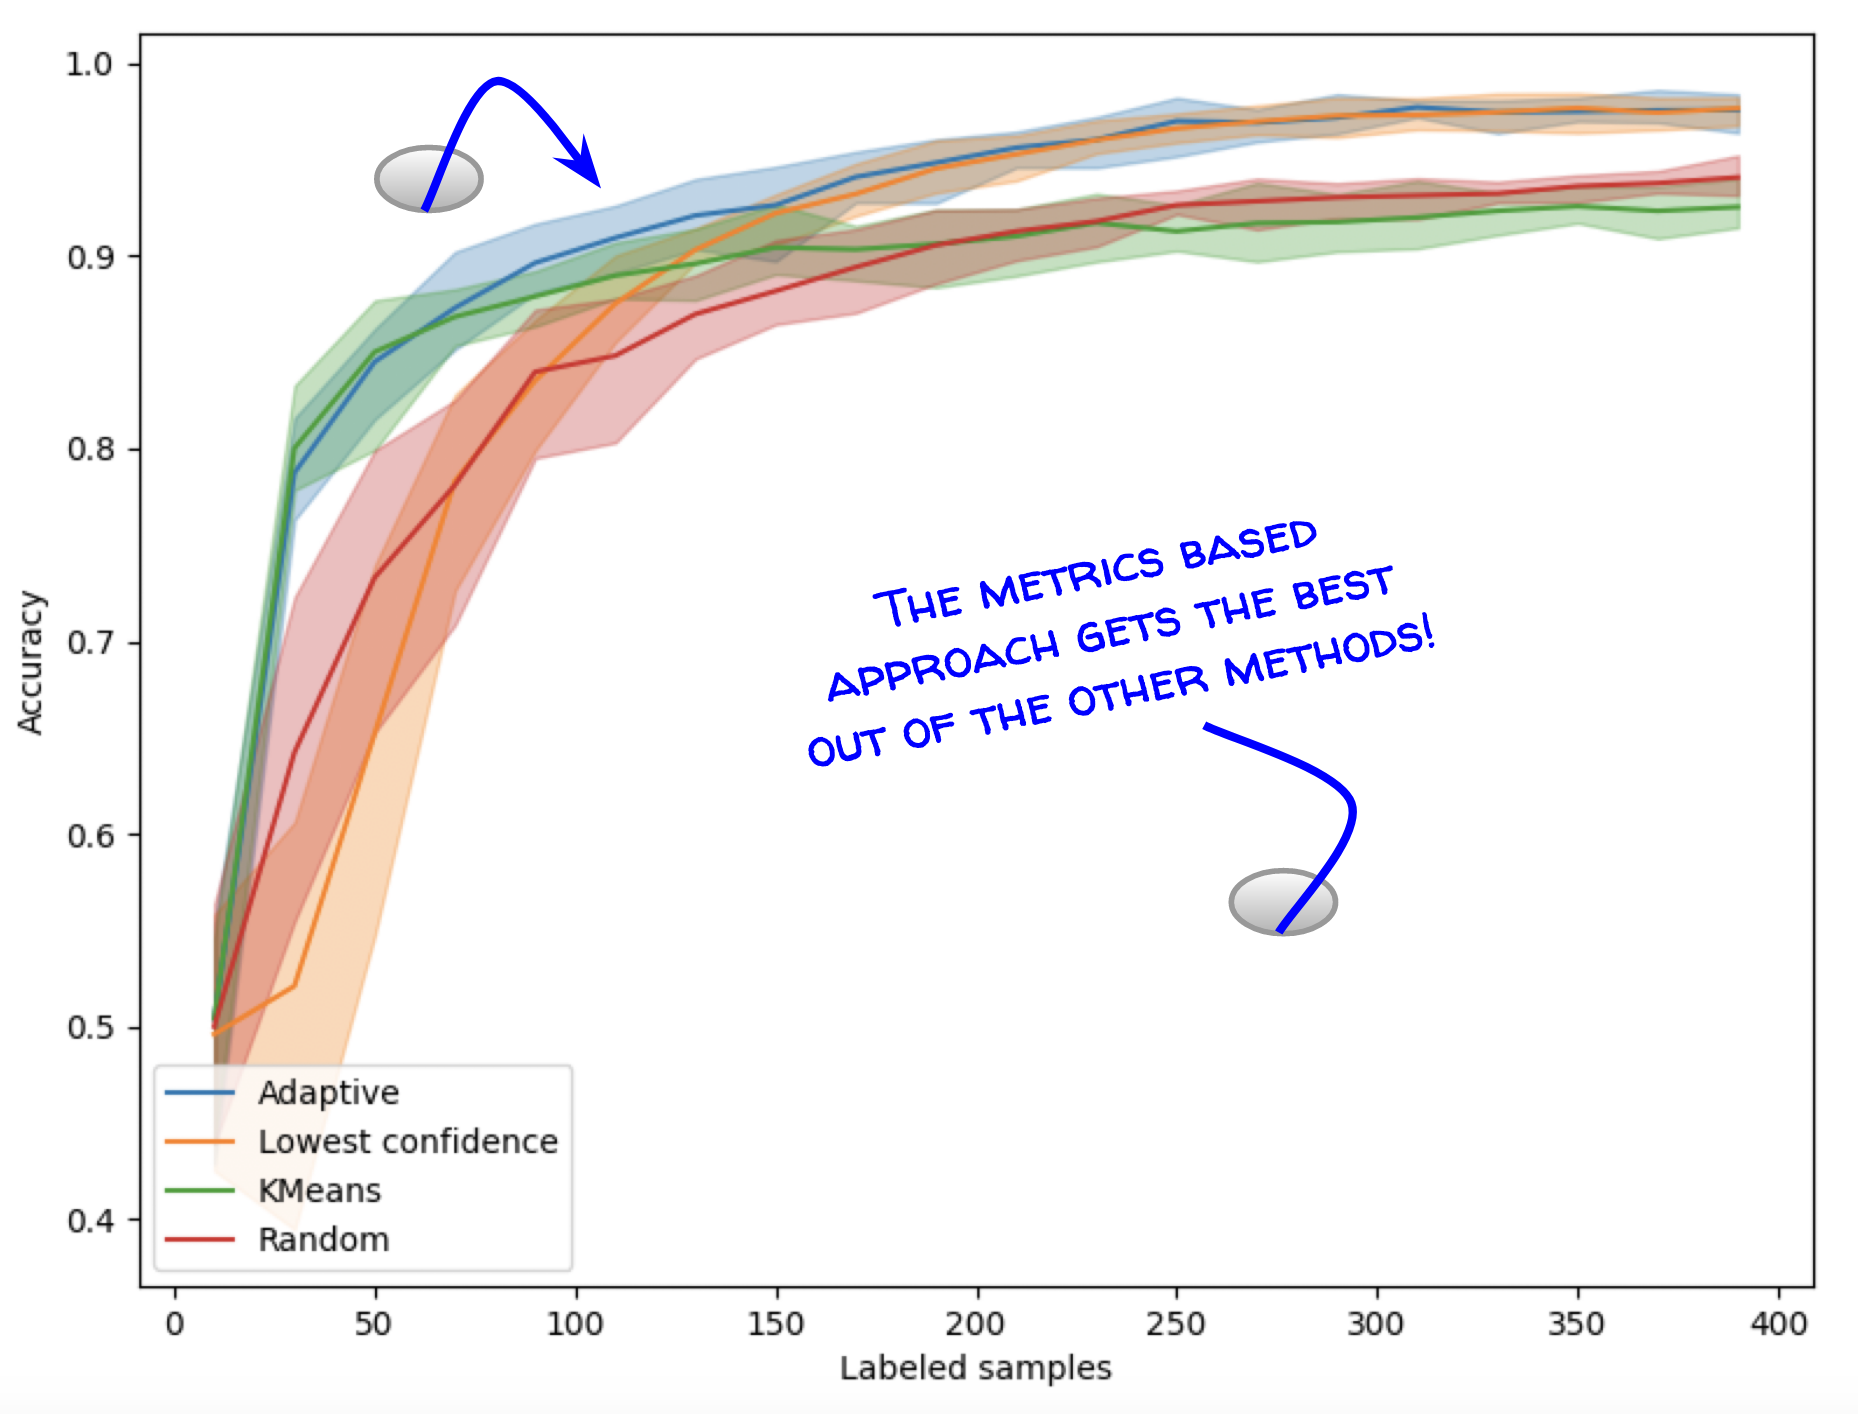 1.0
0.9
0.8
0.7
0.6
0.5
0.4
Accuracy
THE METRICS BASED
APPROACH GETS THE BEST
OUT OF THE OTHER METHODS!
Adaptive
Lowest confidence
KMeans
Random
0 50 100 150 200 250 300 350 400
Labeled samples